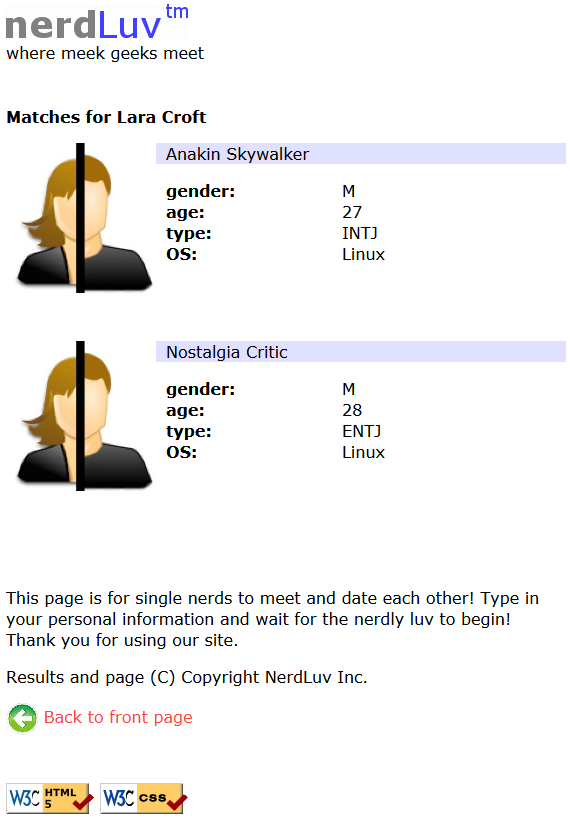 nerdLuv™
where meek geeks meet
Matches for Lara Croft
Anakin Skywalker
gender: M
age: 27
type: INTJ
OS: Linux
Nostalgia Critic
gender: M
age: 28
type: ENTJ
OS: Linux
This page is for single nerds to meet and date each other! Type in
your personal information and wait for the nerdly luv to begin!
Thank you for using our site.
Results and page (C) Copyright NerdLuv Inc.
Back to front page
W3C HTML 5
W3C css